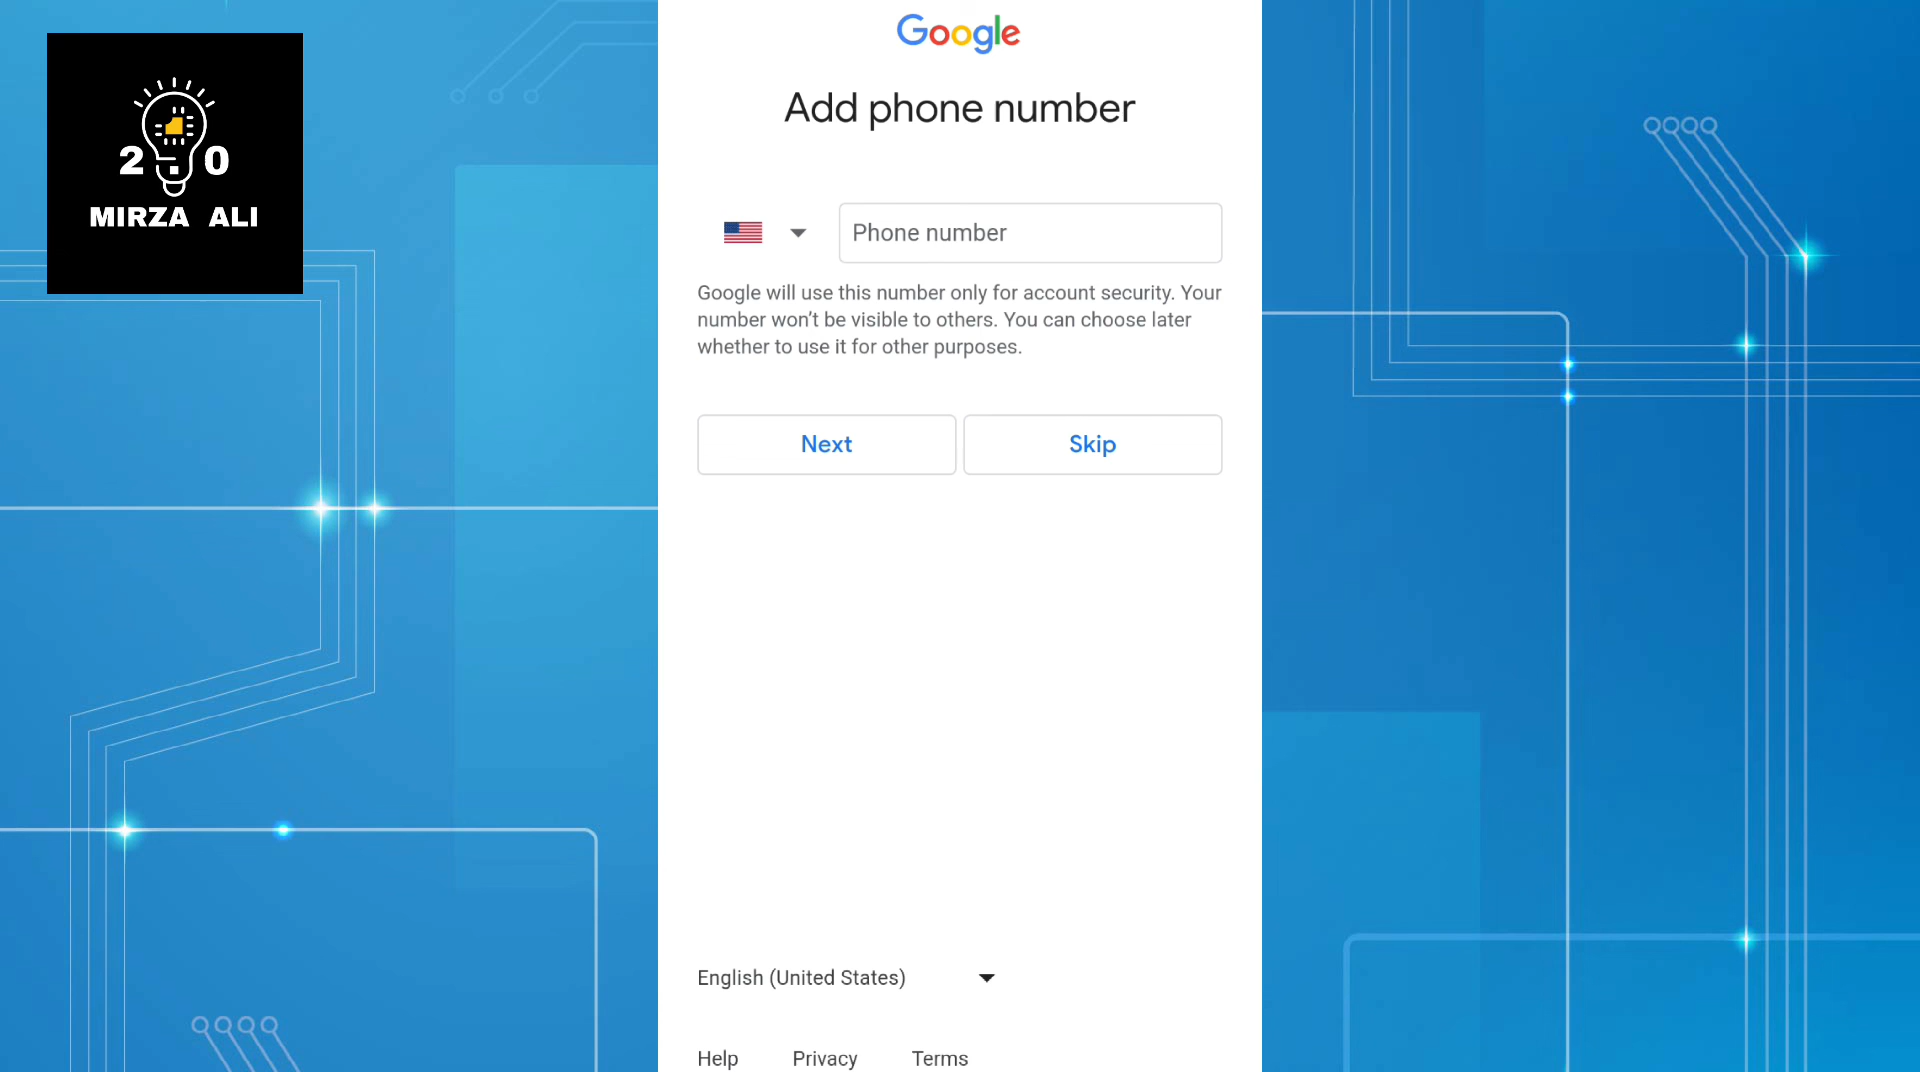 2 0
MIRZA ALI
Google
Add phone number
Phone number
Google will use this number only for account security. Your
number won’t be visible to others. You can choose later
whether to use it for other purposes.
Next Skip
English (United States)
Help Privacy Terms